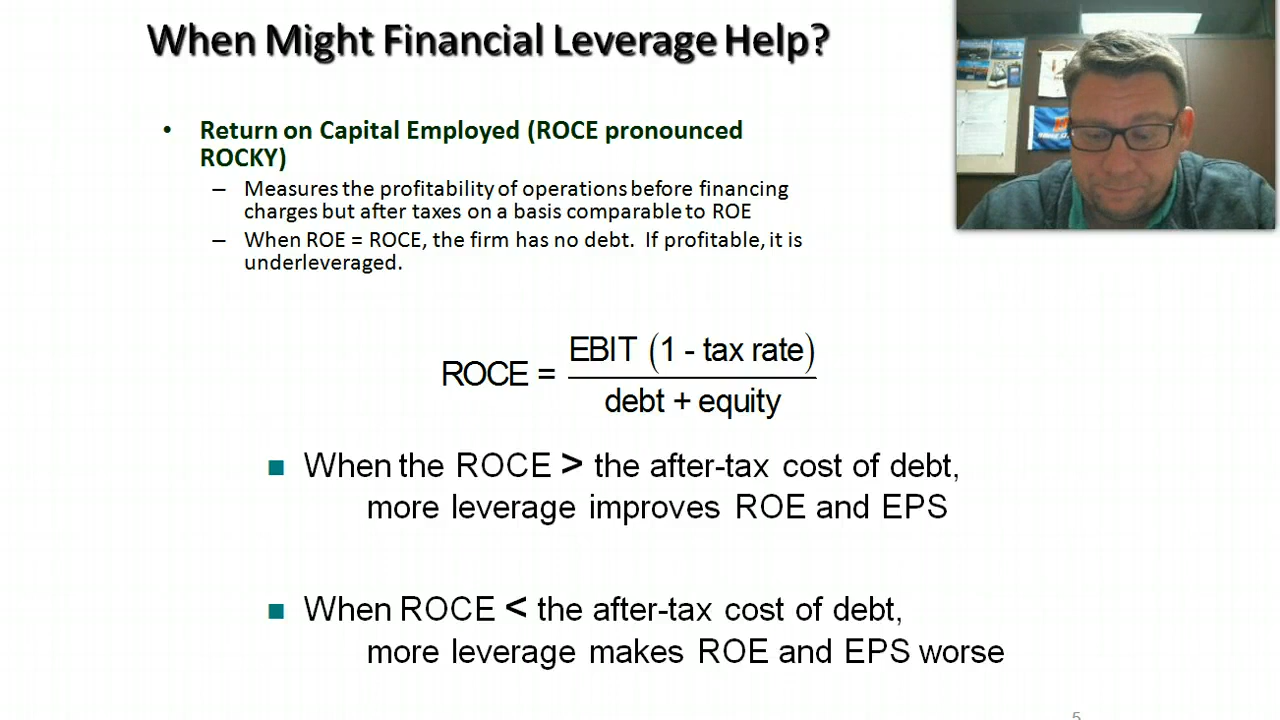 When Might Financial Leverage Help?
• Return on Capital Employed (ROCE pronounced
ROCKY)
– Measures the profitability of operations before financing
charges but after taxes on a basis comparable to ROE
– When ROE = ROCE, the firm has no debt. If profitable, it is
underleveraged.
ROCE = EBIT (1 - tax rate)
debt + equity
■ When the ROCE > the after-tax cost of debt,
more leverage improves ROE and EPS
■ When ROCE < the after-tax cost of debt,
more leverage makes ROE and EPS worse
5